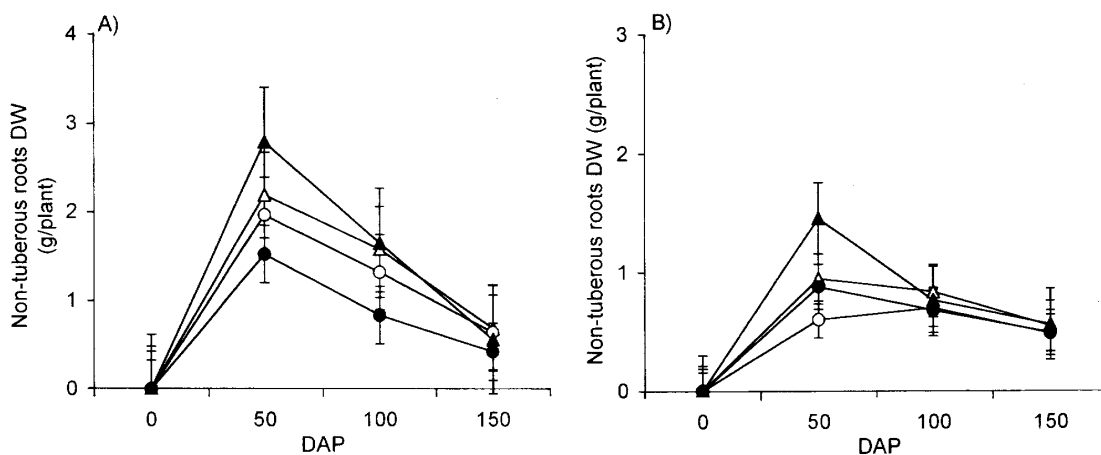 A)
Non-tuberous roots DW
(g/plant)
4
3
2
1
0
0 50 100 150
DAP
B)
Non-tuberous roots DW (g/plant)
3
2
1
0
0 50 100 150
DAP